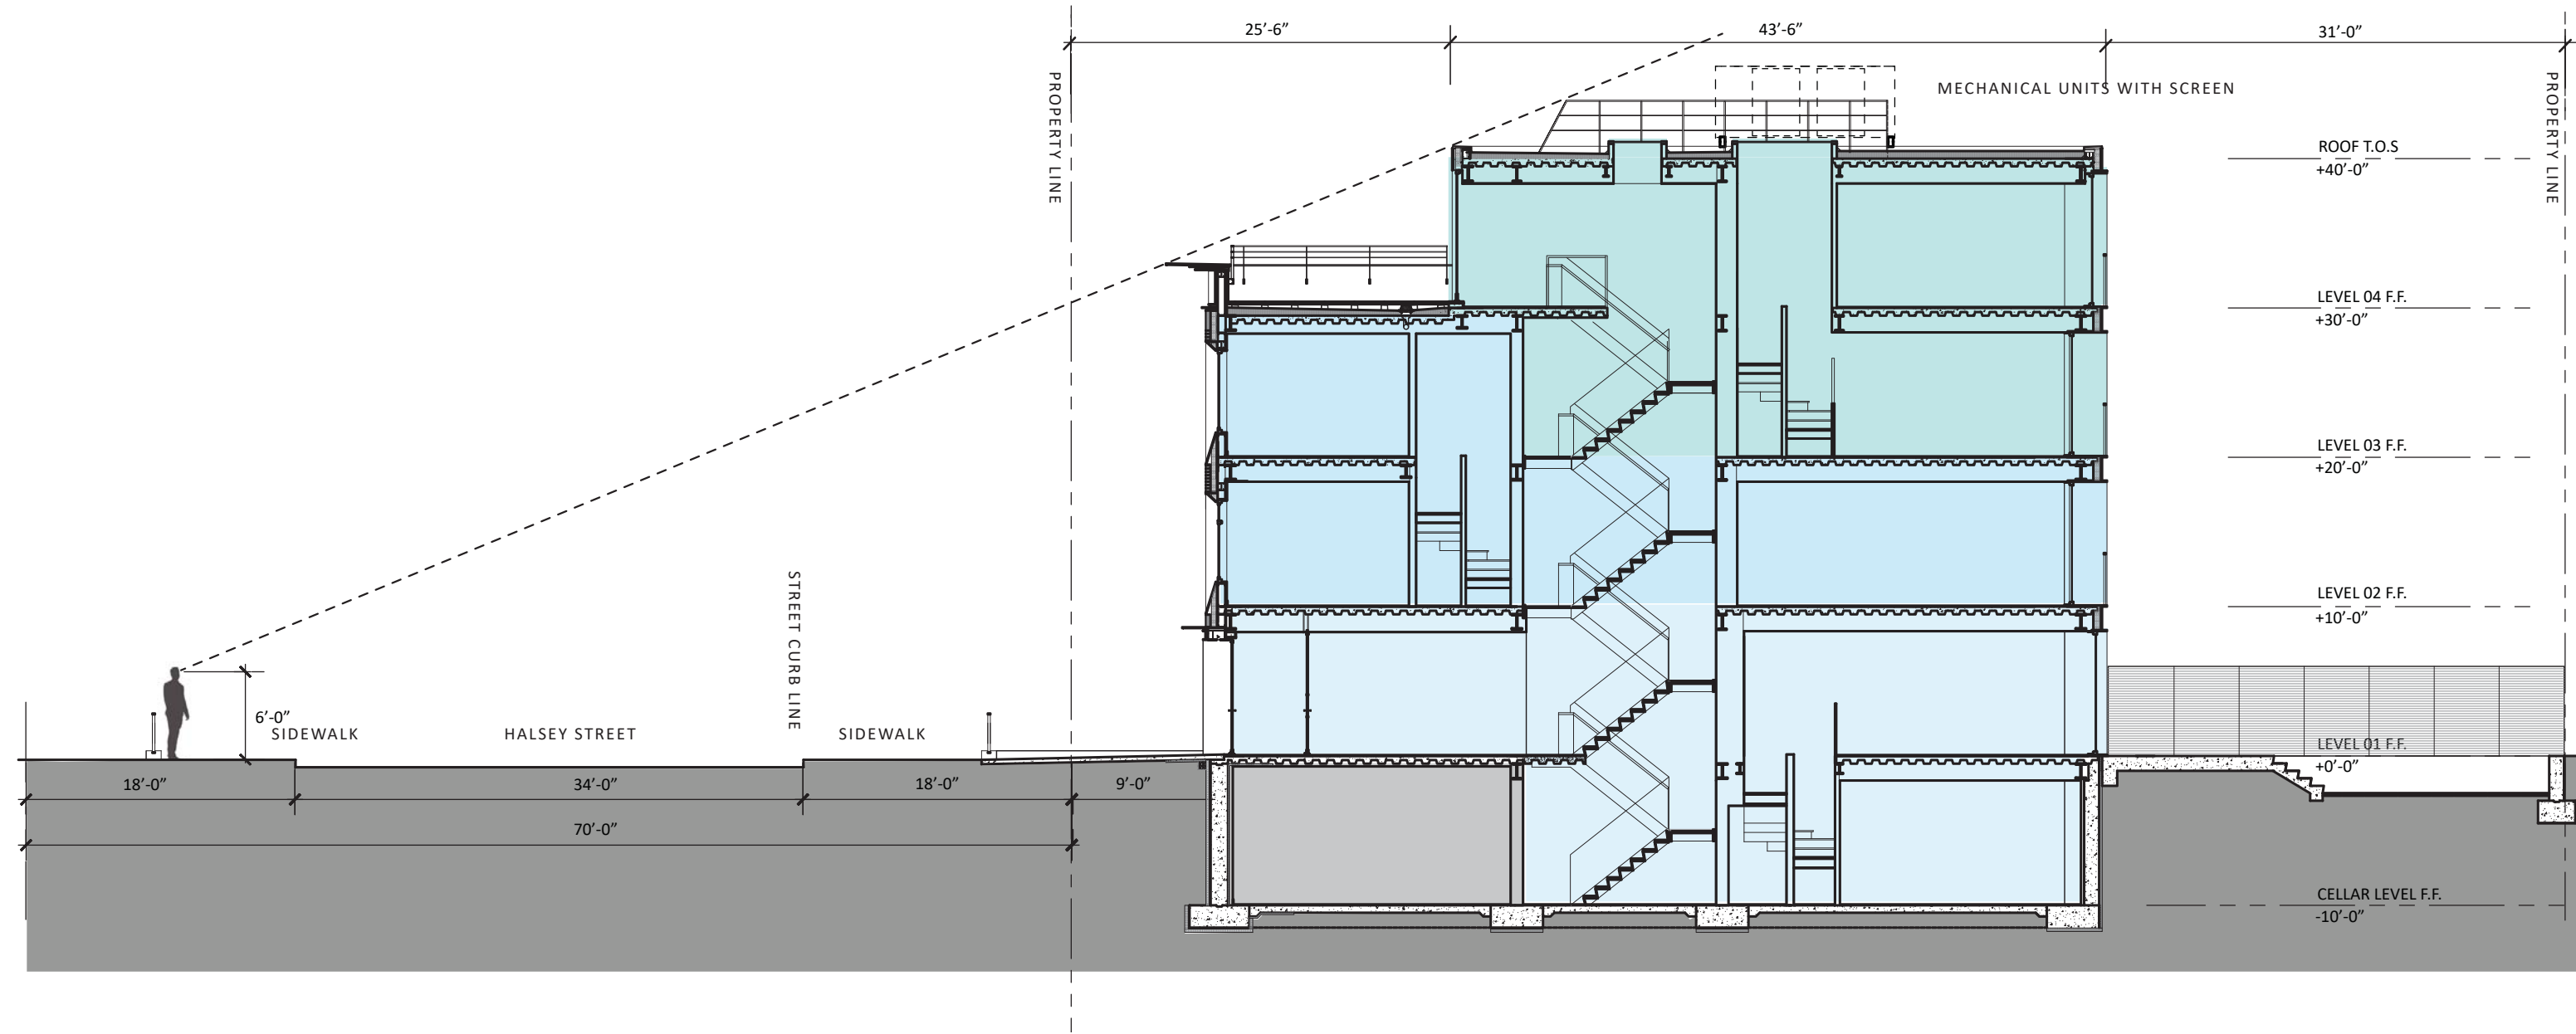 25’-6”
43’-6”
31’-0”
PROPERTY LINE
PROPERTY LINE
MECHANICAL UNITS WITH SCREEN
ROOF T.O.S
+40’-0”
LEVEL 04 F.F.
+30’-0”
LEVEL 03 F.F.
+20’-0”
LEVEL 02 F.F.
+10’-0”
STREET CURB LINE
6’-0”
SIDEWALK
HALSEY STREET
SIDEWALK
LEVEL 01 F.F.
+0’-0”
18’-0”
34’-0”
18’-0”
9’-0”
70’-0”
CELLAR LEVEL F.F.
-10’-0”